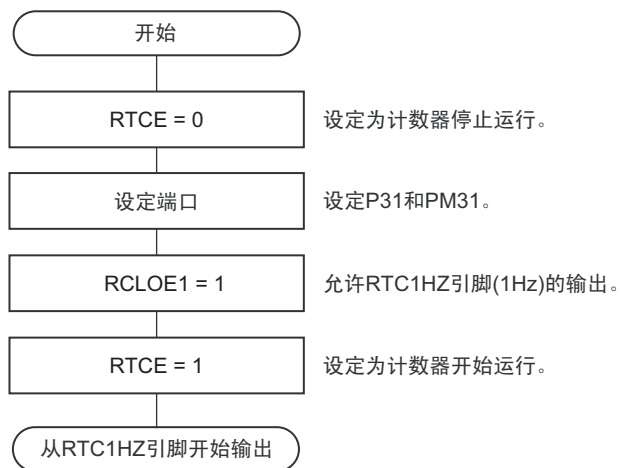 开始
RTCE = 0
设定为计数器停止运行。
设定端口
设定P31和PM31。
RCLOE1 = 1
允许RTC1HZ引脚(1Hz)的输出。
RTCE = 1
设定为计数器开始运行。
从RTC1HZ引脚开始输出